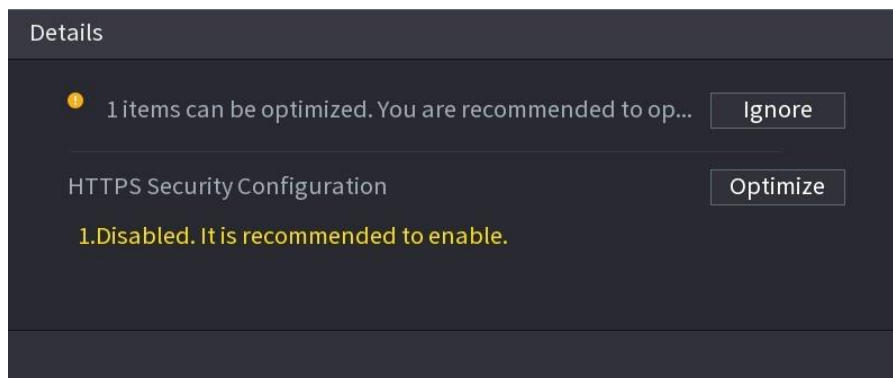 Details
1 items can be optimized. You are recommended to op...
Ignore
HTTPS Security Configuration
Optimize
1.Disabled. It is recommended to enable.